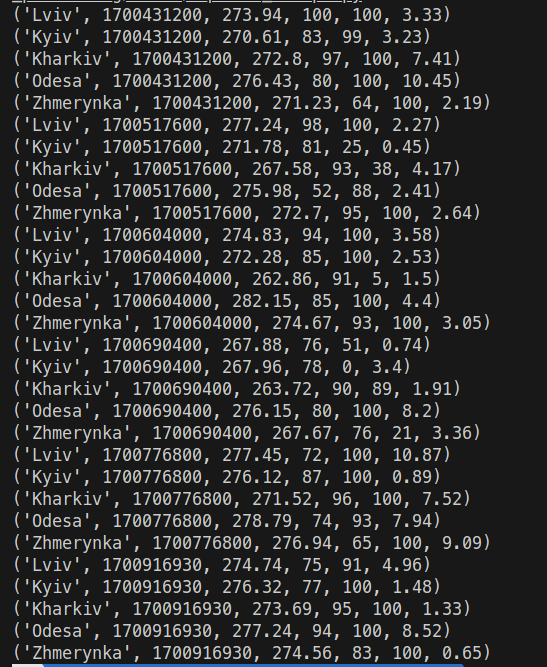 ('Lviv', 1700431200, 273.94, 100, 100, 3.33)
('Kyiv', 1700431200, 270.61, 83, 99, 3.23)
('Kharkiv', 1700431200, 272.8, 97, 100, 7.41)
('Odesa', 1700431200, 276.43, 80, 100, 10.45)
('Zhmerynka', 1700431200, 271.23, 64, 100, 2.19)
('Lviv', 1700517600, 277.24, 98, 100, 2.27)
('Kyiv', 1700517600, 271.78, 81, 25, 0.45)
('Kharkiv', 1700517600, 267.58, 93, 38, 4.17)
('Odesa', 1700517600, 275.98, 52, 88, 2.41)
('Zhmerynka', 1700517600, 272.7, 95, 100, 2.64)
('Lviv', 1700604000, 274.83, 94, 100, 3.58)
('Kyiv', 1700604000, 272.28, 85, 100, 2.53)
('Kharkiv', 1700604000, 262.86, 91, 5, 1.5)
('Odesa', 1700604000, 282.15, 85, 100, 4.4)
('Zhmerynka', 1700604000, 274.67, 93, 100, 3.05)
('Lviv', 1700690400, 267.88, 76, 51, 0.74)
('Kyiv', 1700690400, 267.96, 78, 0, 3.4)
('Kharkiv', 1700690400, 263.72, 90, 89, 1.91)
('Odesa', 1700690400, 276.15, 80, 100, 8.2)
('Zhmerynka', 1700690400, 267.67, 76, 21, 3.36)
('Lviv', 1700776800, 277.45, 72, 100, 10.87)
('Kyiv', 1700776800, 276.12, 87, 100, 0.89)
('Kharkiv', 1700776800, 271.52, 96, 100, 7.52)
('Odesa', 1700776800, 278.79, 74, 93, 7.94)
('Zhmerynka', 1700776800, 276.94, 65, 100, 9.09)
('Lviv', 1700916930, 274.74, 75, 91, 4.96)
('Kyiv', 1700916930, 276.32, 77, 100, 1.48)
('Kharkiv', 1700916930, 273.69, 95, 100, 1.33)
('Odesa', 1700916930, 277.24, 94, 100, 8.52)
('Zhmerynka', 1700916930, 274.56, 83, 100, 0.65)